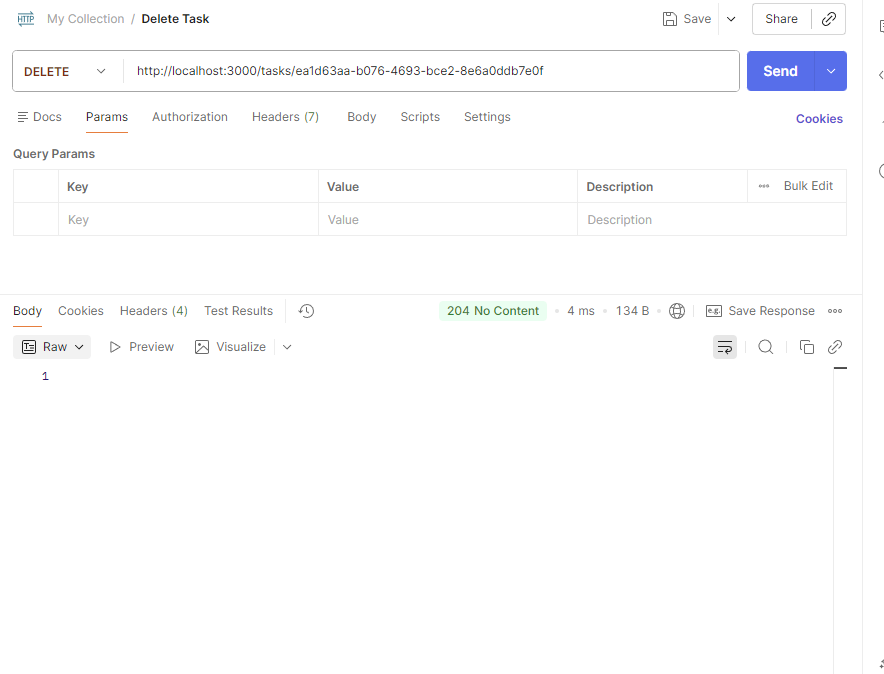 HTTP My Collection / Delete Task Save Share
DELETE http://localhost:3000/tasks/ea1d63aa-b076-4693-bce2-8e6a0ddb7e0f Send
Docs Params Authorization Headers (7) Body Scripts Settings Cookies
Query Params
Key Value Description Bulk Edit
Key Value Description
Body Cookies Headers (4) Test Results 204 No Content 4 ms 134 B e.g. Save Response
Raw Preview Visualize
1